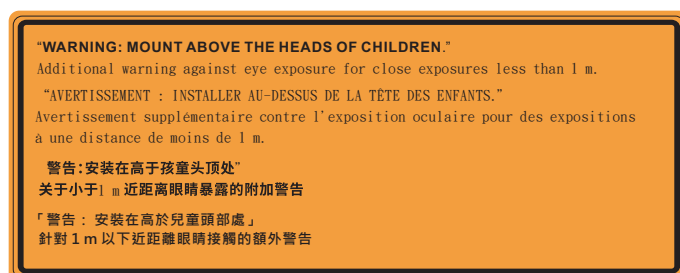 “WARNING: MOUNT ABOVE THE HEADS OF CHILDREN.”
Additional warning against eye exposure for close exposures less than 1 m.
“AVERTISSEMENT : INSTALLER AU-DESSUS DE LA TÊTE DES ENFANTS.”
Avertissement supplémentaire contre l'exposition oculaire pour des expositions
à une distance de moins de 1 m.
警告:安装在高于孩童头顶处”
关于小于1 m 近距离眼睛暴露的附加警告
「警告： 安裝在高於兒童頭部處」
針對 1 m 以下近距離眼睛接觸的額外警告